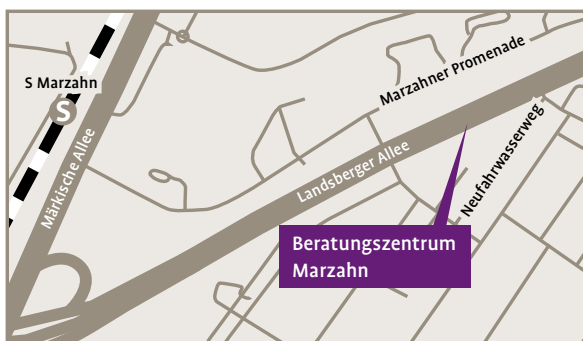 S Marzahn
S
Märkische Allee
Marzahner Promenade
Landsberger Allee
Neufahrwasserweg
Beratungszentrum
Marzahn